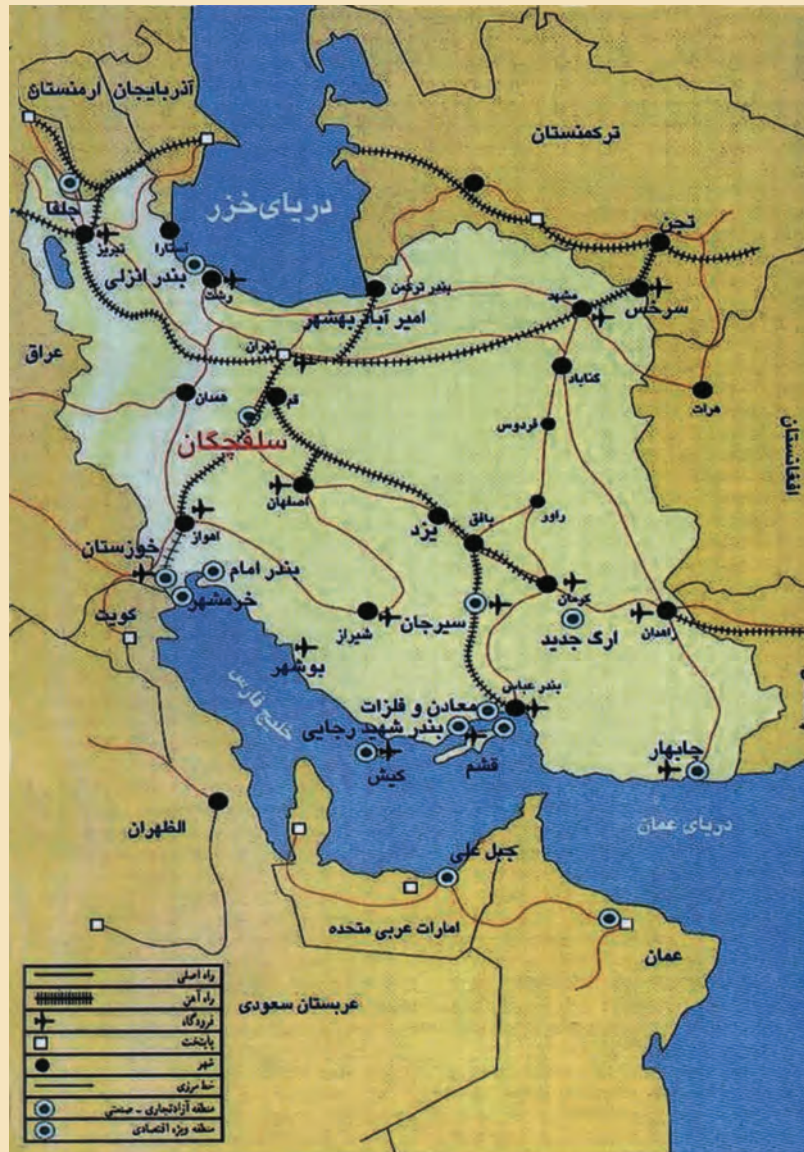 آذربایجان
ارمنستان
ترکمنستان
دریای خزر
جلفا
تبریز
آستارا
بندر انزلی
رشت
بندر ترکمن
امیر آباد بهشهر
تجن
سرخس
مشهد
عراق
تهران
همدان
قم
سلفچگان
گناباد
هرات
افغانستان
فردوس
اصفهان
یزد
بافق
راور
اهواز
خوزستان
بندر امام
خرمشهر
کویت
شیراز
سیرجان
کرمان
ارگ جدید
زاهدان
بوشهر
خلیج فارس
بندر عباس
معادن و فلزات
بندر شهید رجایی
قشم
کیش
چابهار
دریای عمان
الظهران
جبل علی
امارات عربی متحده
عمان
عربستان سعودی
راه اصلی
راه آهن
فرودگاه
پایتخت
شهر
خط مرزی
منطقه آزاد تجاری - صنعتی
منطقه ویژه اقتصادی